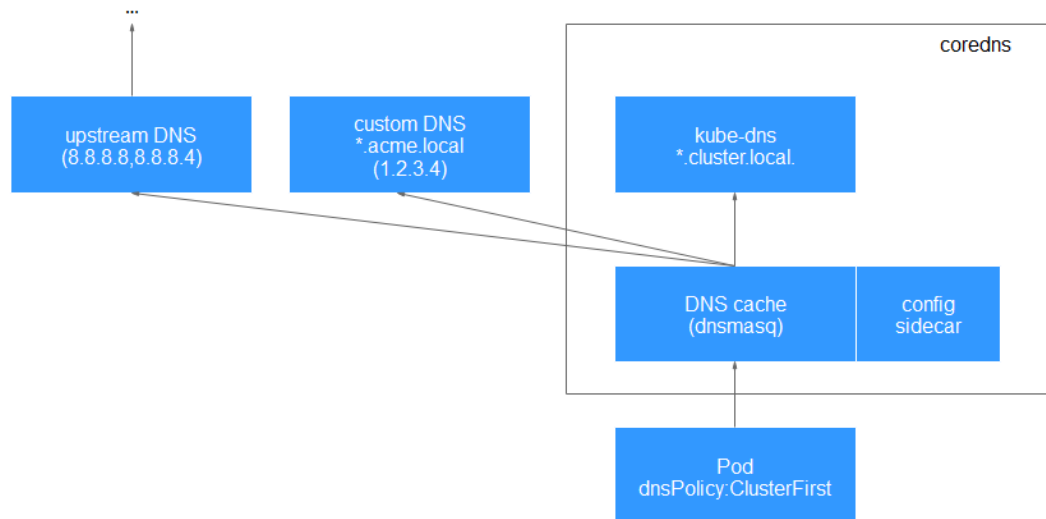 ...
coredns
upstream DNS
(8.8.8.8,8.8.8.4)
custom DNS
*.acme.local
(1.2.3.4)
kube-dns
*.cluster.local.
DNS cache
(dnsmasq)
config
sidecar
Pod
dnsPolicy:ClusterFirst